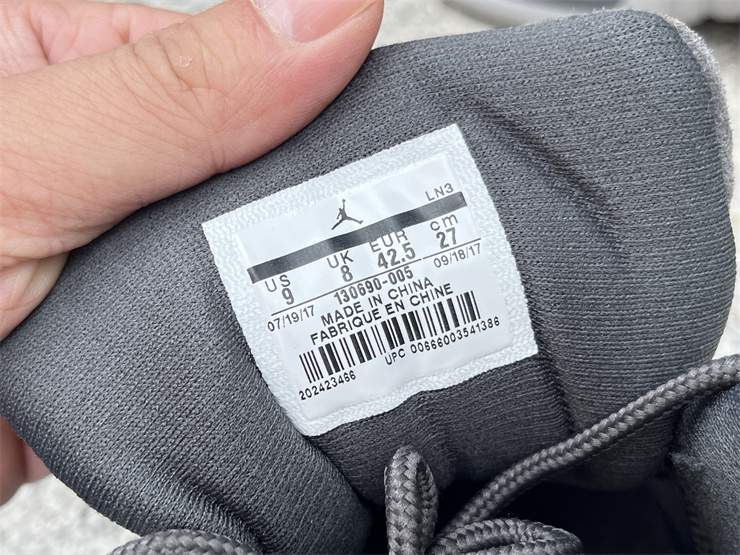 LN3
US UK EUR cm
9 8 42.5 27
07/19/17 130690-005 09/18/17
MADE IN CHINA
FABRIQUE EN CHINE
202423466 UPC 00666003541386